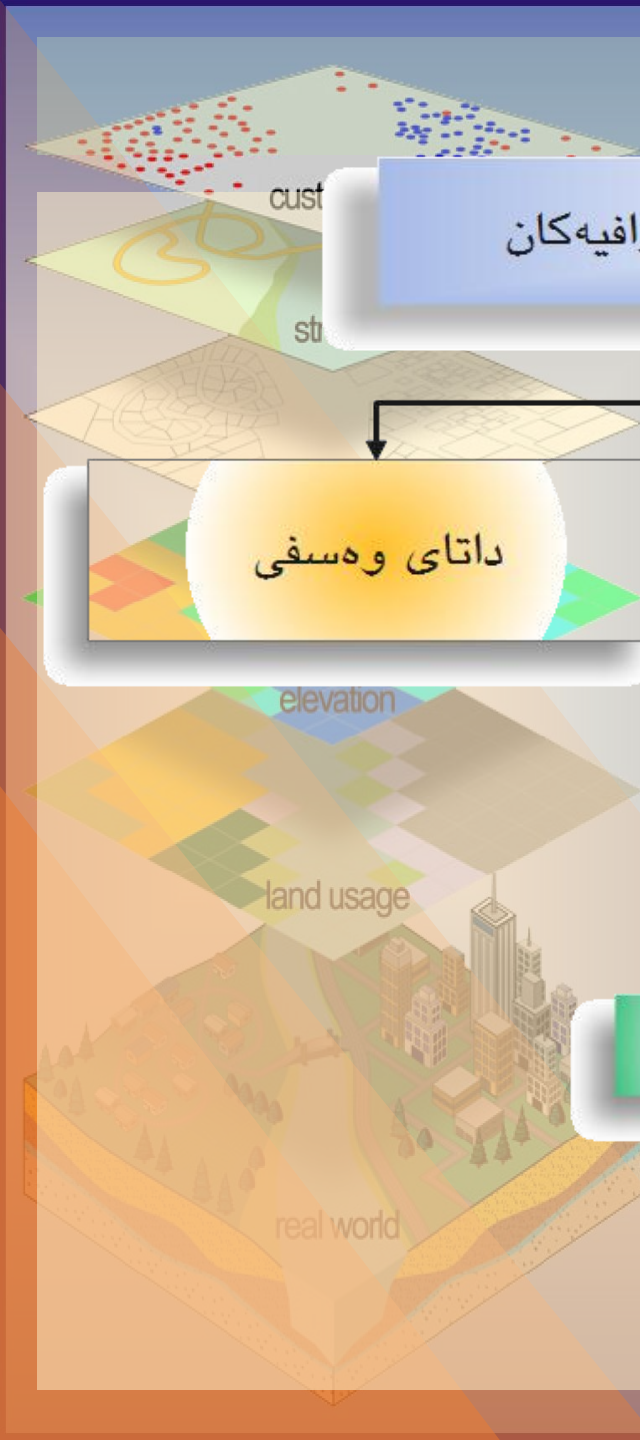 cust
افیەکان
str
داتای وەسفی
elevation
land usage
real world